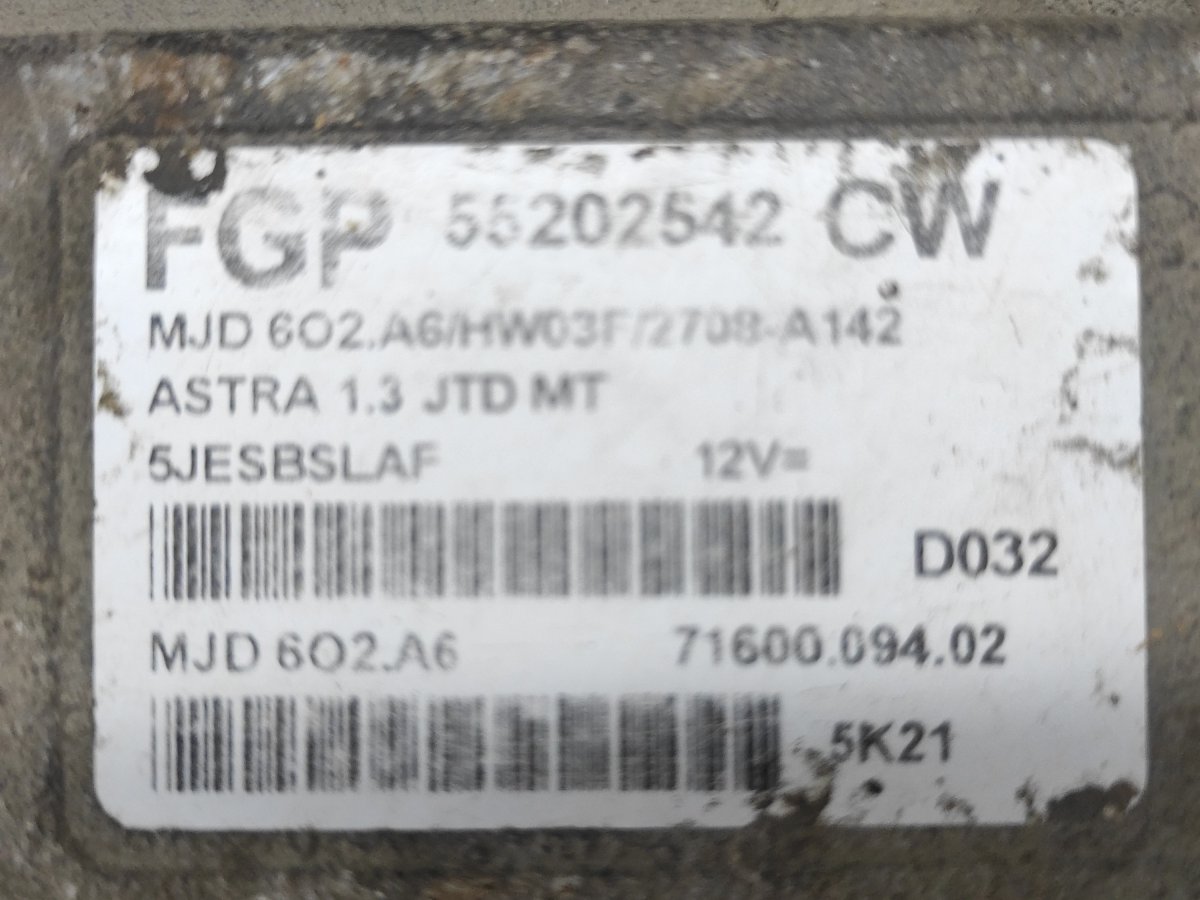 FGP 55202542 CW
MJD 6O2.A6/HW03F/2708-A142
ASTRA 1.3 JTD MT
5JESBSLAF 12V=
D032
MJD 6O2.A6 71600.094.02
5K21